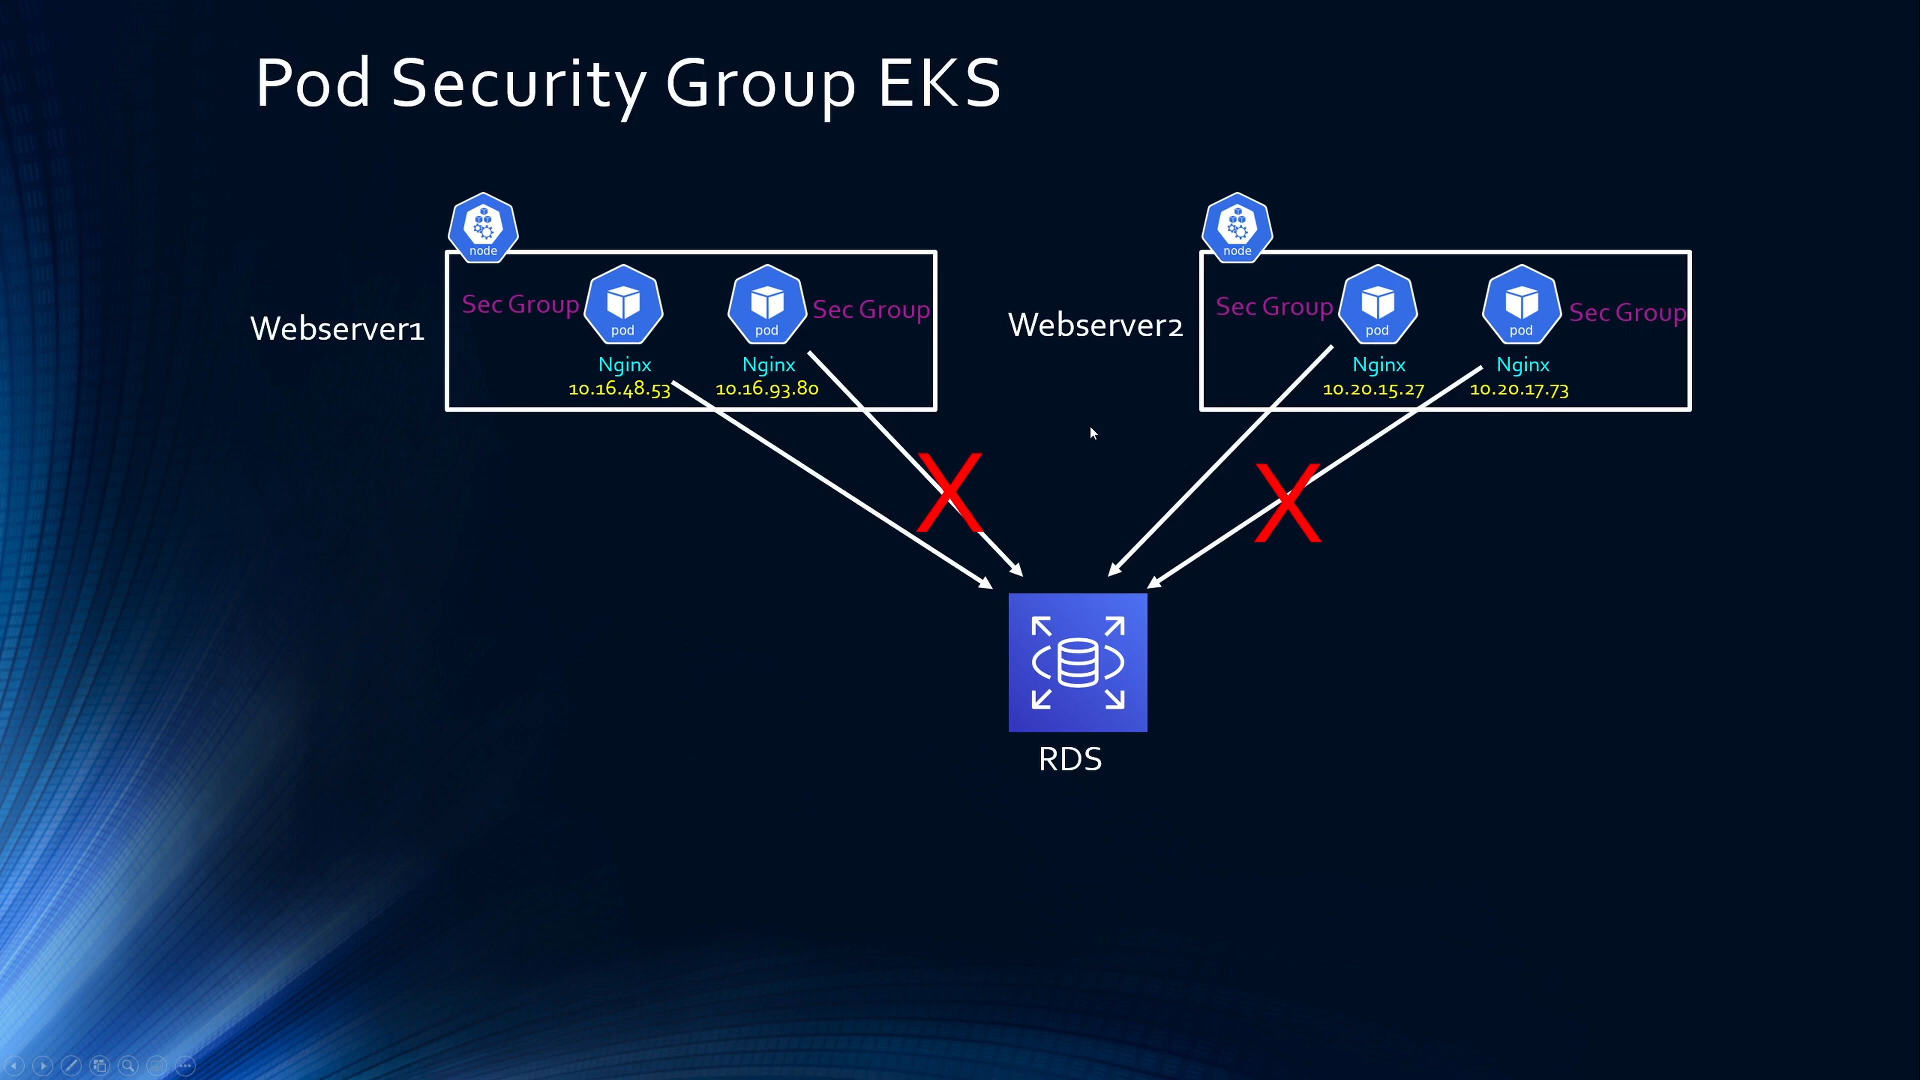 Pod Security Group EKS
node
node
Webserver1
Sec Group
pod
pod
Sec Group
Nginx
Nginx
10.16.48.53
10.16.93.80
Webserver2
Sec Group
pod
pod
Sec Group
Nginx
Nginx
10.20.15.27
10.20.17.73
X
X
RDS